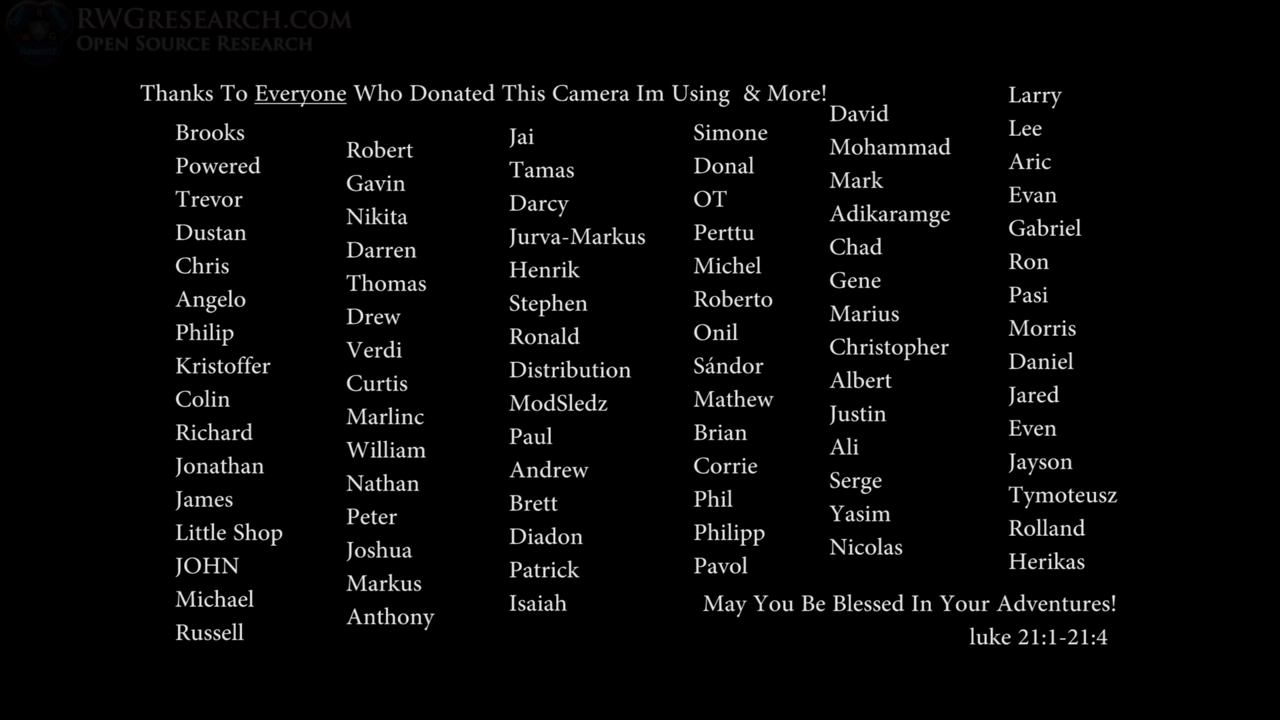 RWGRESEARCH.COM
OPEN SOURCE RESEARCH
Thanks To Everyone Who Donated This Camera Im Using & More!
Brooks
Powered
Trevor
Dustan
Chris
Angelo
Philip
Kristoffer
Colin
Richard
Jonathan
James
Little Shop
JOHN
Michael
Russell
Robert
Gavin
Nikita
Darren
Thomas
Drew
Verdi
Curtis
Marlinc
William
Nathan
Peter
Joshua
Markus
Anthony
Jai
Tamas
Darcy
Jurva-Markus
Henrik
Stephen
Ronald
Distribution
ModSledz
Paul
Andrew
Brett
Diadon
Patrick
Isaiah
Simone
Donal
OT
Perttu
Michel
Roberto
Onil
Sándor
Mathew
Brian
Corrie
Phil
Philipp
Pavol
David
Mohammad
Mark
Adikaramge
Chad
Gene
Marius
Christopher
Albert
Justin
Ali
Serge
Yasim
Nicolas
Larry
Lee
Aric
Evan
Gabriel
Ron
Pasi
Morris
Daniel
Jared
Even
Jayson
Tymoteusz
Rolland
Herikas
May You Be Blessed In Your Adventures!
luke 21:1-21:4